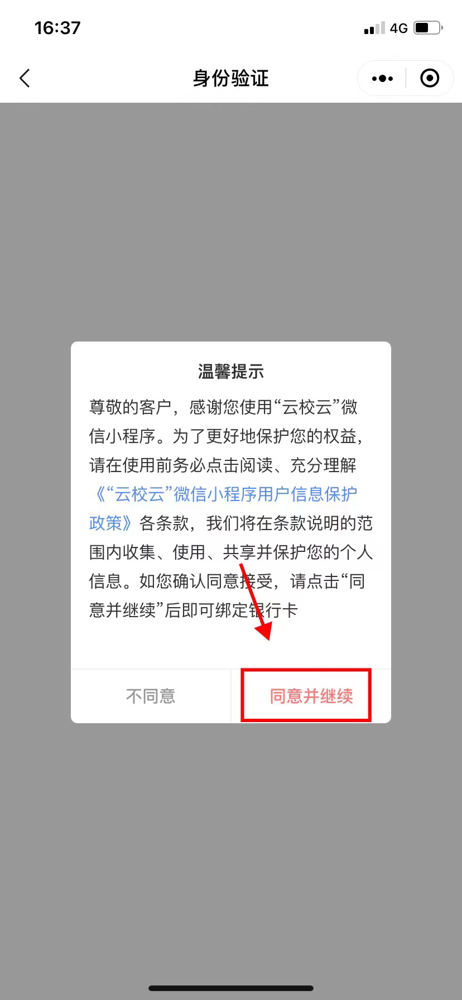 16:37
4G
身份验证
温馨提示
尊敬的客户，感谢您使用“云校云”微
信小程序。为了更好地保护您的权益，
请在使用前务必点击阅读、充分理解
《“云校云”微信小程序用户信息保护
政策》各条款，我们将在条款说明的范
围内收集、使用、共享并保护您的个人
信息。如您确认同意接受，请点击“同
意并继续”后即可绑定银行卡
不同意
同意并继续